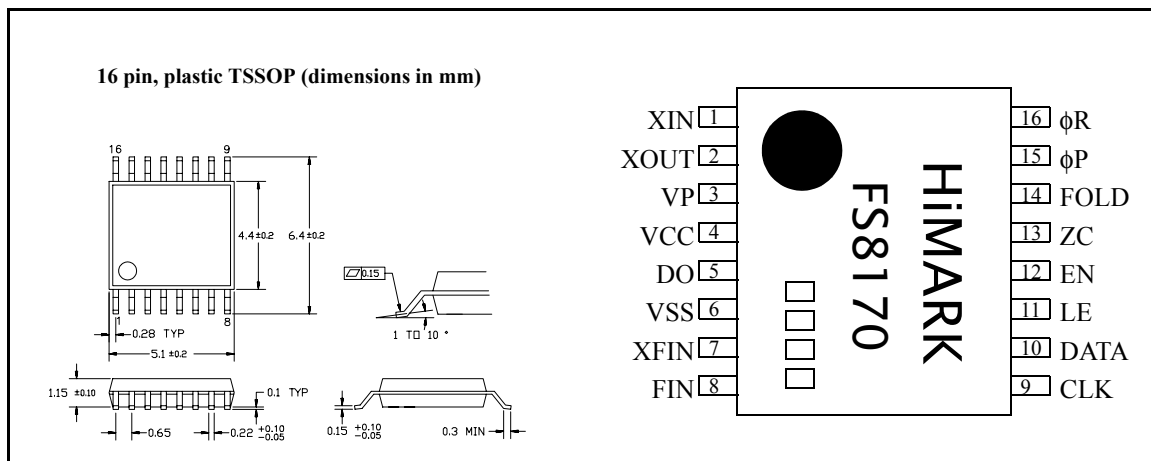 16 pin, plastic TSSOP (dimensions in mm)
16 9
4.4 ±0.2
6.4 ±0.2
1 8
0.28 TYP
5.1 ±0.2
0.15
1 TO 10 °
1.15 ±0.10
0.1 TYP
0.65
0.22 +0.10 -0.05
0.15 +0.10 -0.05
0.3 MIN
XIN 1
XOUT 2
VP 3
VCC 4
DO 5
VSS 6
XFIN 7
FIN 8
HiMARK
FS8170
16 ϕR
15 ϕP
14 FOLD
13 ZC
12 EN
11 LE
10 DATA
9 CLK